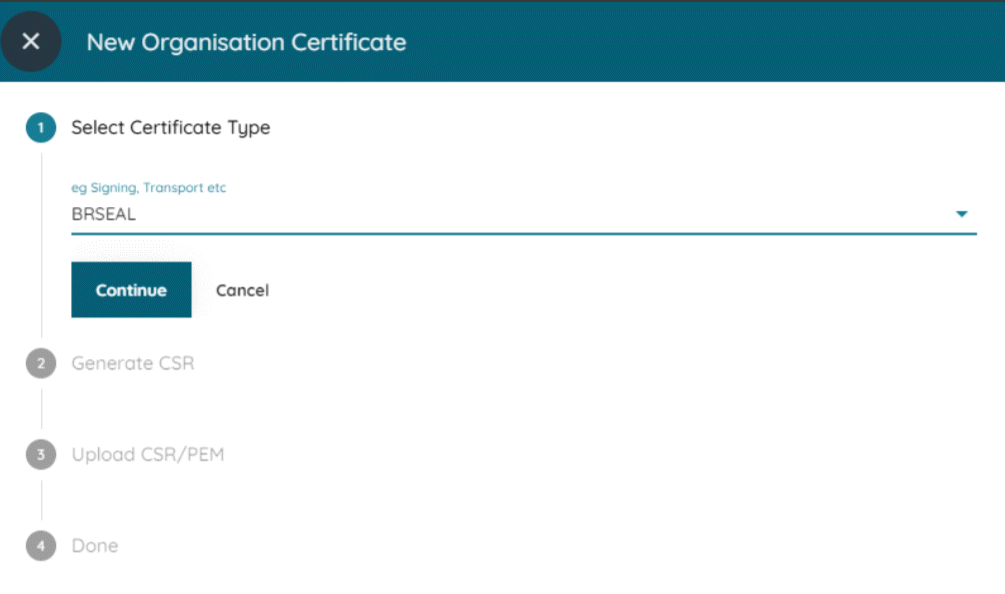 New Organisation Certificate
1 Select Certificate Type
eg Signing, Transport etc
BRSEAL
Continue Cancel
2 Generate CSR
3 Upload CSR/PEM
4 Done